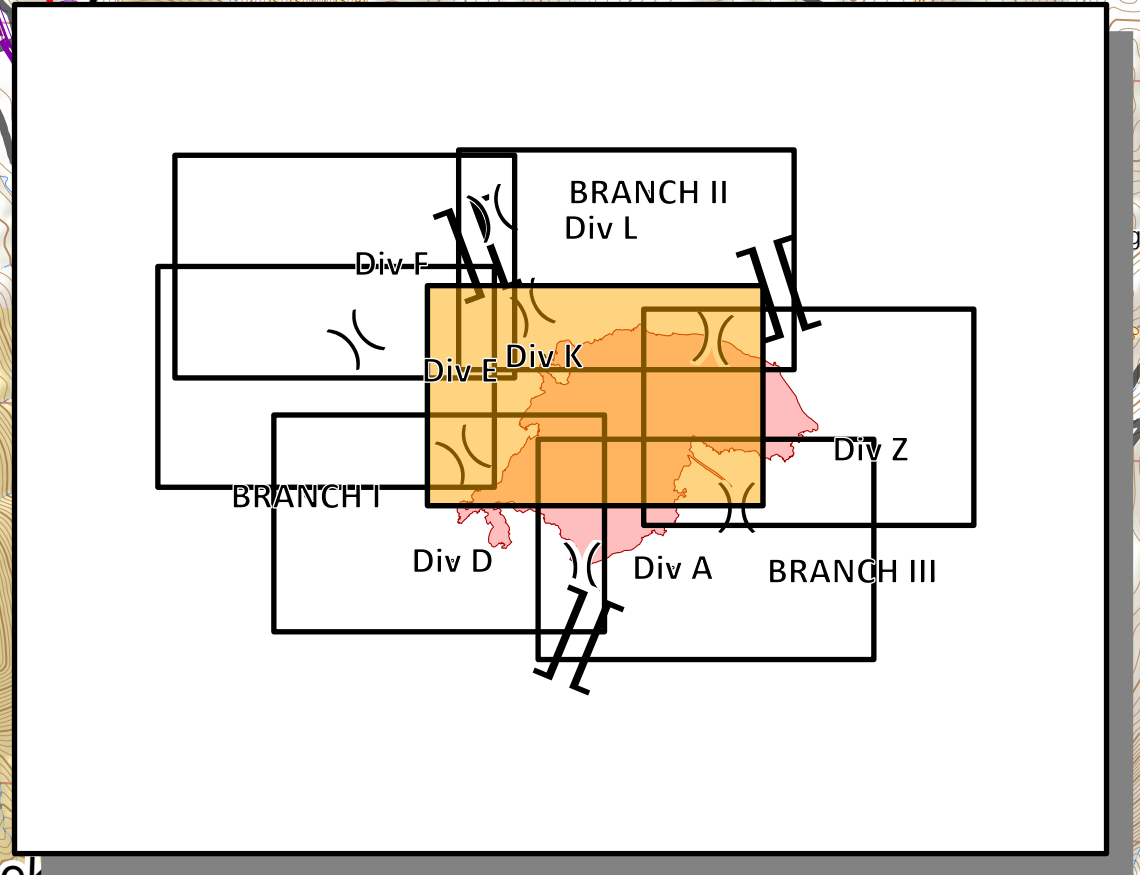 BRANCH II
Div L
Div F
Div K
Div E
Div Z
BRANCH I
Div D
Div A
BRANCH III